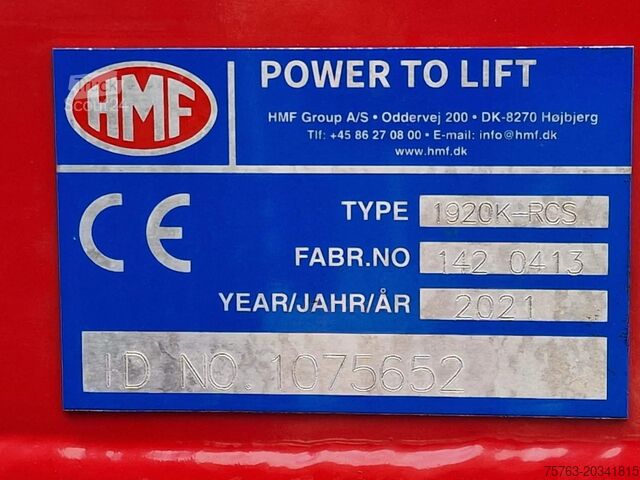 HMF
Truck
Scout24
POWER TO LIFT
HMF Group A/S • Oddervej 200 • DK-8270 Højbjerg
Tlf: +45 86 27 08 00 • E-mail: info@hmf.dk
www.hmf.dk
CE
TYPE 1920K-RCS
FABR.NO 142 0413
YEAR/JAHR/ÅR 2021
ID NO. 1075652
75763-20341815